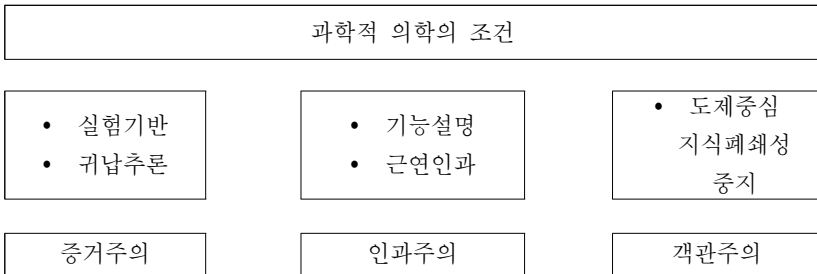 과학적 의학의 조건
• 실험기반
• 귀납추론
• 기능설명
• 근연인과
• 도제중심
지식폐쇄성
중지
증거주의
인과주의
객관주의